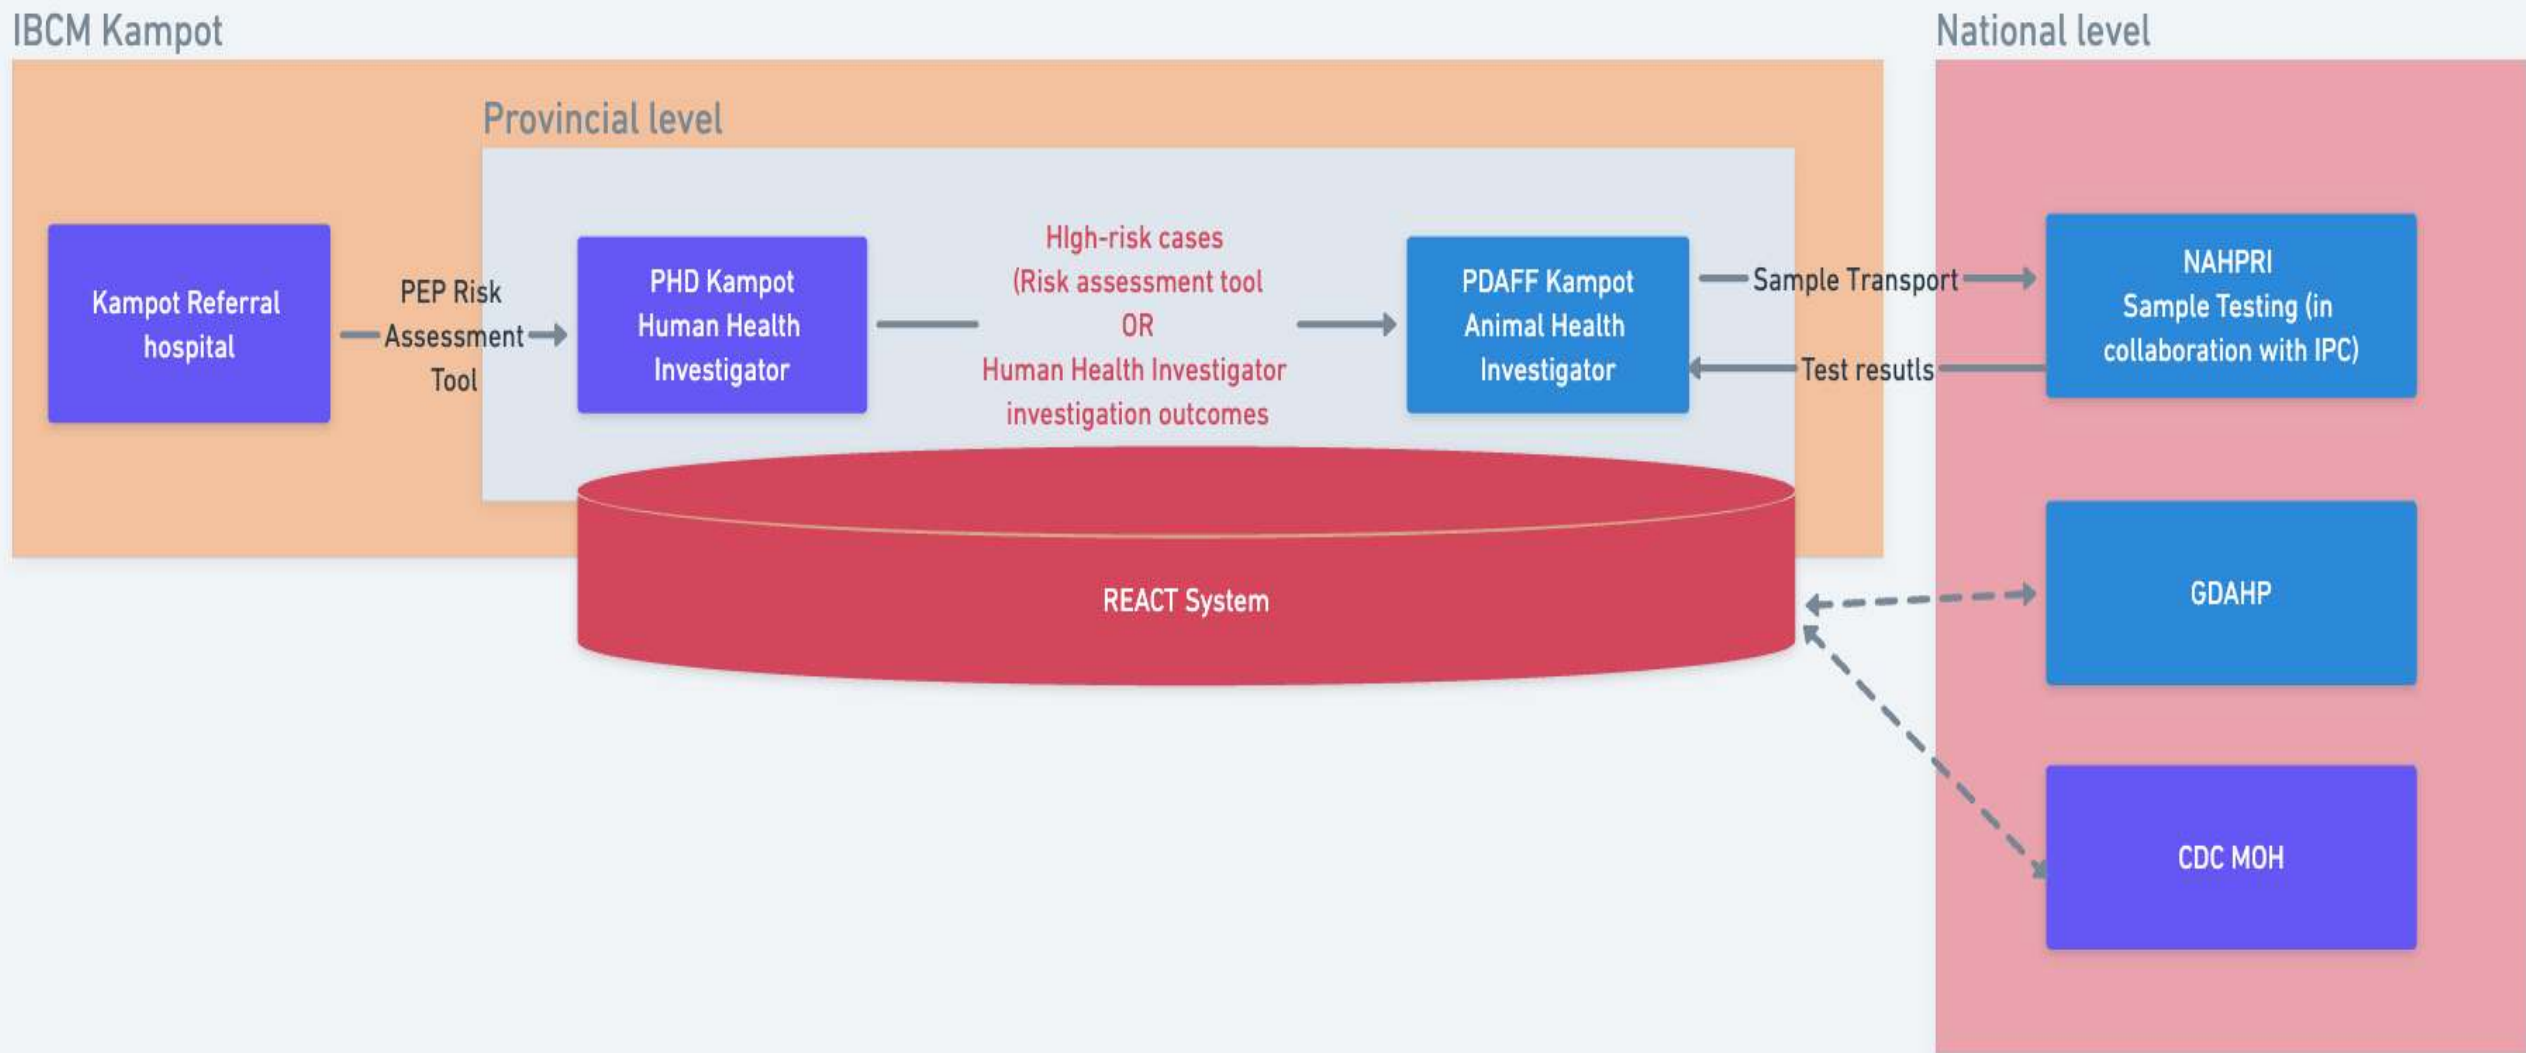 IBCM Kampot
National level
Provincial level
Kampot Referral
hospital
PEP Risk
Assessment
Tool
PHD Kampot
Human Health
Investigator
HIgh-risk cases
(Risk assessment tool
OR
Human Health Investigator
investigation outcomes
PDAFF Kampot
Animal Health
Investigator
Sample Transport
Test resutls
NAHPRI
Sample Testing (in
collaboration with IPC)
REACT System
GDAHP
CDC MOH